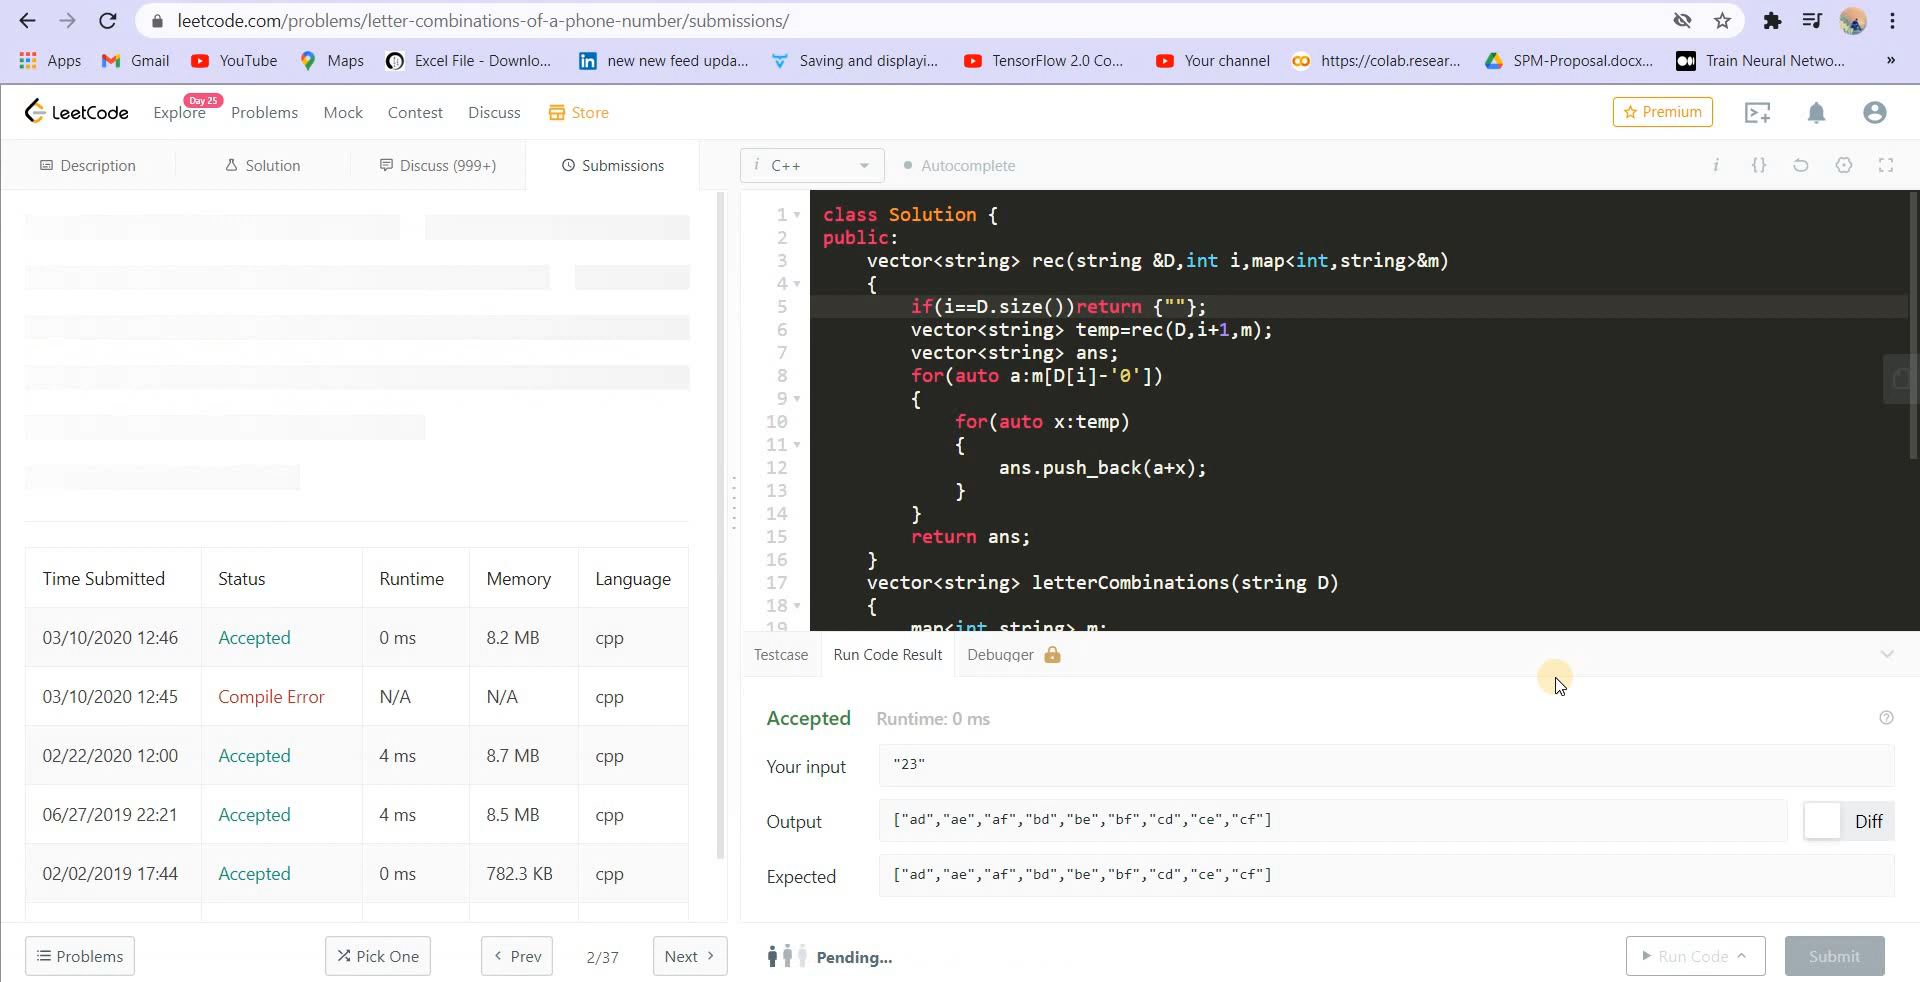 leetcode.com/problems/letter-combinations-of-a-phone-number/submissions/
Apps Gmail YouTube Maps Excel File - Downlo... new new feed upda... Saving and displayi... TensorFlow 2.0 Co... Your channel https://colab.resear... SPM-Proposal.docx... Train Neural Netwo... »
LeetCode Explore Day 25 Problems Mock Contest Discuss Store Premium
Description Solution Discuss (999+) Submissions
i C++ Autocomplete i {}
1 class Solution {
2 public:
3 vector<string> rec(string &D,int i,map<int,string>&m)
4 {
5 if(i==D.size())return {""};
6 vector<string> temp=rec(D,i+1,m);
7 vector<string> ans;
8 for(auto a:m[D[i]-'0'])
9 {
10 for(auto x:temp)
11 {
12 ans.push_back(a+x);
13 }
14 }
15 return ans;
16 }
17 vector<string> letterCombinations(string D)
18 {
19 map<int string> m;
Time Submitted Status Runtime Memory Language
03/10/2020 12:46 Accepted 0 ms 8.2 MB cpp
03/10/2020 12:45 Compile Error N/A N/A cpp
02/22/2020 12:00 Accepted 4 ms 8.7 MB cpp
06/27/2019 22:21 Accepted 4 ms 8.5 MB cpp
02/02/2019 17:44 Accepted 0 ms 782.3 KB cpp
Testcase Run Code Result Debugger
Accepted Runtime: 0 ms
Your input "23"
Output ["ad","ae","af","bd","be","bf","cd","ce","cf"] Diff
Expected ["ad","ae","af","bd","be","bf","cd","ce","cf"]
Problems Pick One Prev 2/37 Next Pending... Run Code Submit